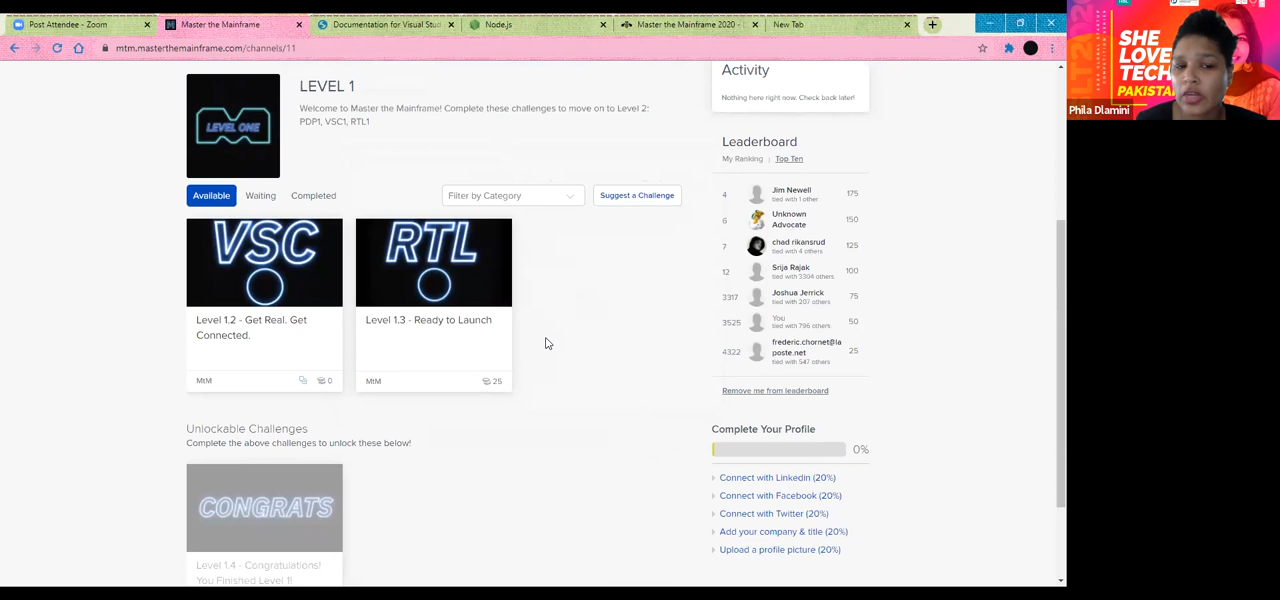 Post Attendee - Zoom
Master the Mainframe
Documentation for Visual Stud
Node.js
Master the Mainframe 2020 -
New Tab
mtm.masterthemainframe.com/channels/11
LEVEL ONE
LEVEL 1
Welcome to Master the Mainframe! Complete these challenges to move on to Level 2:
PDP1, VSC1, RTL1
Available
Waiting
Completed
Filter by Category
Suggest a Challenge
VSC
RTL
Level 1.2 - Get Real. Get
Connected.
Level 1.3 - Ready to Launch
MtM
0
MtM
25
Unlockable Challenges
Complete the above challenges to unlock these below!
CONGRATS
Level 1.4 - Congratulations!
You Finished Level 1!
Activity
Nothing here right now. Check back later!
Leaderboard
My Ranking
Top Ten
4
Jim Newell
tied with 1 other
175
6
Unknown
Advocate
150
7
chad rikansrud
tied with 4 others
125
12
Srija Rajak
tied with 3304 others
100
3317
Joshua Jerrick
tied with 207 others
75
3525
You
tied with 796 others
50
4322
frederic.chornet@la
poste.net
tied with 547 others
25
Remove me from leaderboard
Complete Your Profile
0%
Connect with Linkedin (20%)
Connect with Facebook (20%)
Connect with Twitter (20%)
Add your company & title (20%)
Upload a profile picture (20%)
SHE
LOVE
TECH
PAKISTA
Phila Dlamini